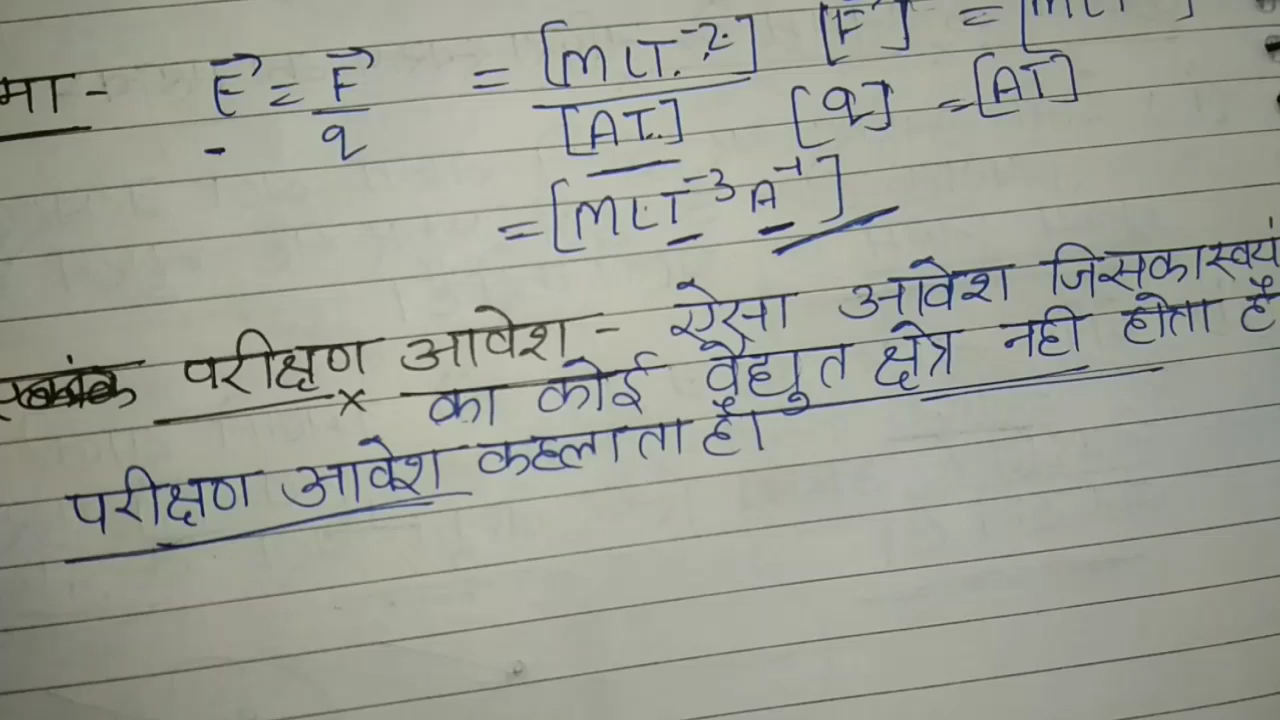 मा - E⃗ = F⃗/q = [MLT⁻²]/[AT] [F] = [MLT
[q] = [AT]
= [MLT⁻³A⁻¹]
परीक्षण आवेश - ऐसा आवेश जिसका स्वयं
का कोई वैद्युत क्षेत्र नही होता है
परीक्षण आवेश कहलाता है।